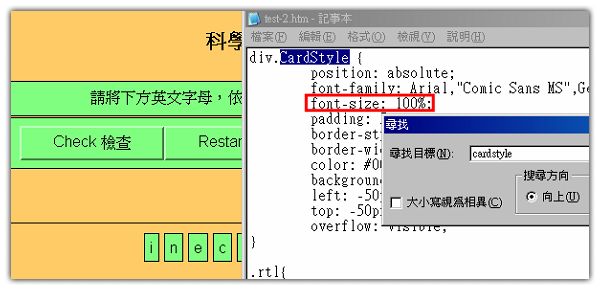 科學
請將下方英文字母，依
Check 檢查
Restar
i n e c
test-2.htm - 記事本
檔案(F) 編輯(E) 格式(O) 檢視(V) 說明(H)
div.CardStyle {
position: absolute;
font-family: Arial,"Comic Sans MS",Ge
font-size: 100%;
padding:
border-st
border-wi
color: #0
background
left: -50p
top: -50pi
overflow: visible;
}
.rtl{
尋找
尋找目標(N): cardstyle
搜尋方向
大小寫視為相異(C)
向上(U)